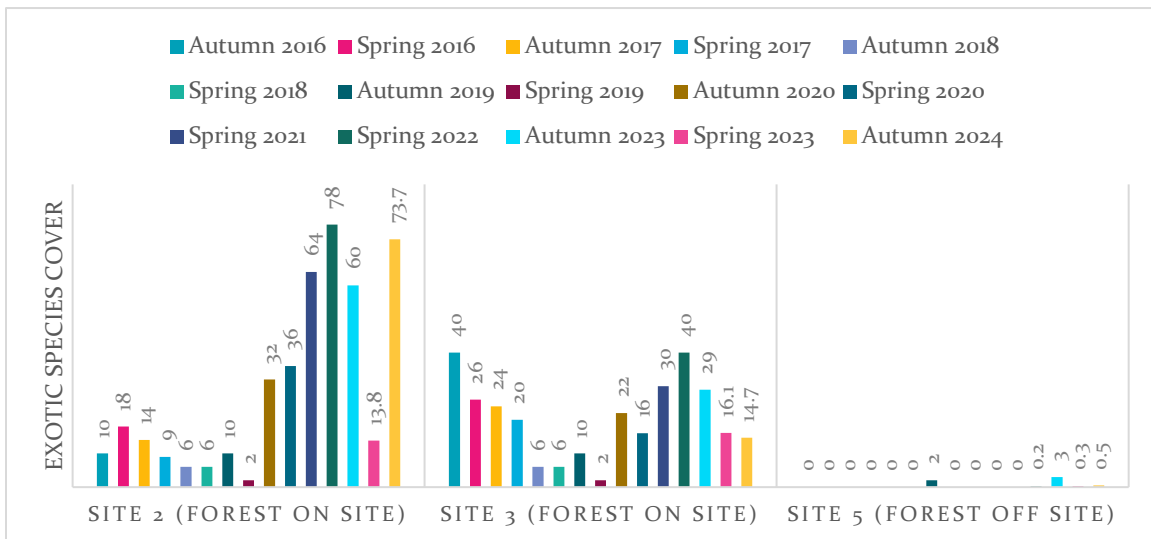 Autumn 2016 Spring 2016 Autumn 2017 Spring 2017 Autumn 2018
Spring 2018 Autumn 2019 Spring 2019 Autumn 2020 Spring 2020
Spring 2021 Spring 2022 Autumn 2023 Spring 2023 Autumn 2024
EXOTIC SPECIES COVER
10 18 14 9 6 6 10 2 32 36 64 78 60 13.8 73.7
40 26 24 20 6 6 10 2 22 16 30 40 29 16.1 14.7
0 0 0 0 0 0 2 0 0 0 0 0.2 3 0.3 0.5
SITE 2 (FOREST ON SITE) SITE 3 (FOREST ON SITE) SITE 5 (FOREST OFF SITE)